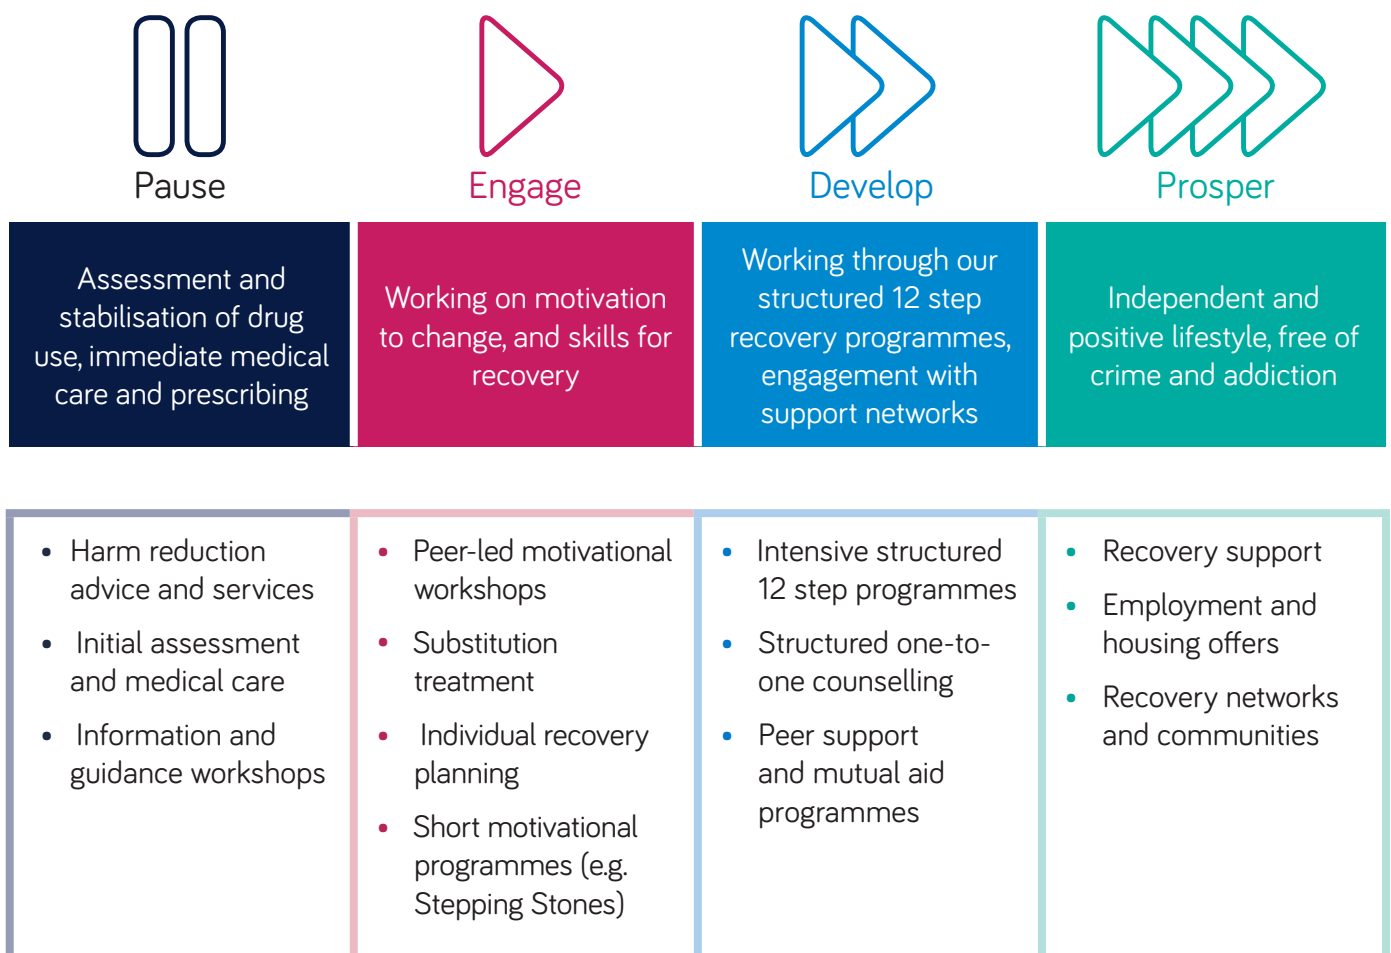 Pause
Engage
Develop
Prosper
Assessment and
stabilisation of drug
use, immediate medical
care and prescribing
Working on motivation
to change, and skills for
recovery
Working through our
structured 12 step
recovery programmes,
engagement with
support networks
Independent and
positive lifestyle, free of
crime and addiction
• Harm reduction
advice and services
• Initial assessment
and medical care
• Information and
guidance workshops
• Peer-led motivational
workshops
• Substitution
treatment
• Individual recovery
planning
• Short motivational
programmes (e.g.
Stepping Stones)
• Intensive structured
12 step programmes
• Structured one-to-
one counselling
• Peer support
and mutual aid
programmes
• Recovery support
• Employment and
housing offers
• Recovery networks
and communities